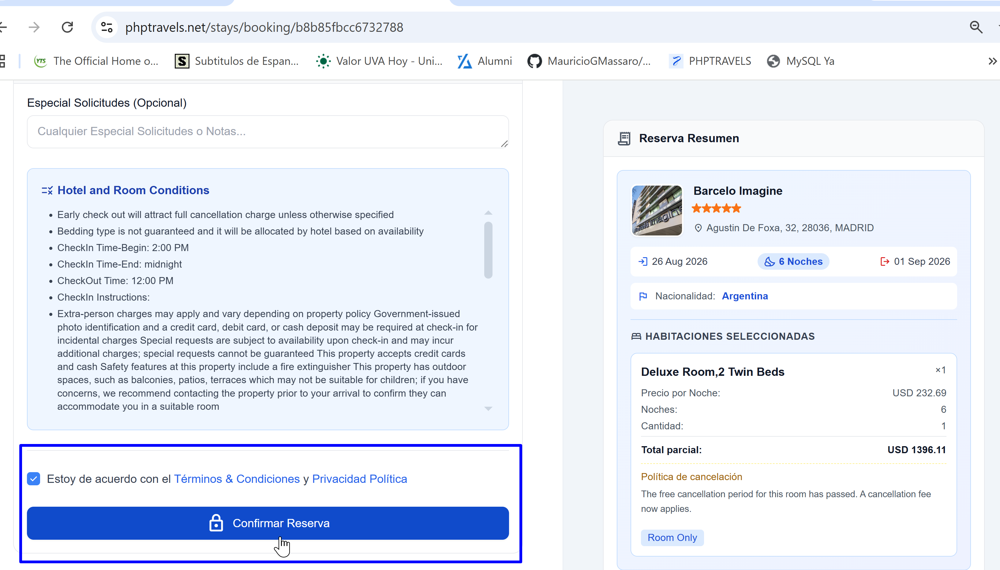 phptravels.net/stays/booking/b8b85fbcc6732788
YTS The Official Home o...
S Subtitulos de Espan...
Valor UVA Hoy - Uni...
Alumni
MauricioGMassaro/...
PHPTRAVELS
MySQL Ya
Especial Solicitudes (Opcional)
Cualquier Especial Solicitudes o Notas...
Hotel and Room Conditions
Early check out will attract full cancellation charge unless otherwise specified
Bedding type is not guaranteed and it will be allocated by hotel based on availability
CheckIn Time-Begin: 2:00 PM
CheckIn Time-End: midnight
CheckOut Time: 12:00 PM
CheckIn Instructions:
Extra-person charges may apply and vary depending on property policy Government-issued
photo identification and a credit card, debit card, or cash deposit may be required at check-in for
incidental charges Special requests are subject to availability upon check-in and may incur
additional charges; special requests cannot be guaranteed This property accepts credit cards
and cash Safety features at this property include a fire extinguisher This property has outdoor
spaces, such as balconies, patios, terraces which may not be suitable for children; if you have
concerns, we recommend contacting the property prior to your arrival to confirm they can
accommodate you in a suitable room
Estoy de acuerdo con el Términos & Condiciones y Privacidad Política
Confirmar Reserva
Reserva Resumen
Barcelo Imagine
Barceló imagine
Agustin De Foxa, 32, 28036, MADRID
26 Aug 2026
6 Noches
01 Sep 2026
Nacionalidad: Argentina
HABITACIONES SELECCIONADAS
Deluxe Room,2 Twin Beds ×1
Precio por Noche: USD 232.69
Noches: 6
Cantidad: 1
Total parcial: USD 1396.11
Política de cancelación
The free cancellation period for this room has passed. A cancellation fee
now applies.
Room Only